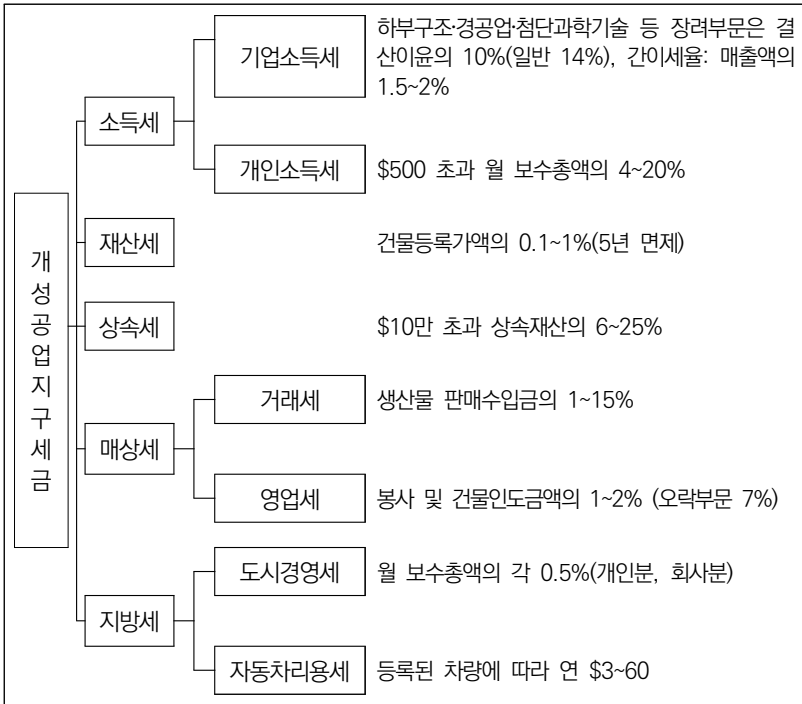 개성공업지구세금
소득세
기업소득세
하부구조·경공업·첨단과학기술 등 장려부문은 결
산이윤의 10%(일반 14%), 간이세율: 매출액의
1.5~2%
개인소득세
$500 초과 월 보수총액의 4~20%
재산세
건물등록가액의 0.1~1%(5년 면제)
상속세
$10만 초과 상속재산의 6~25%
매상세
거래세
생산물 판매수입금의 1~15%
영업세
봉사 및 건물인도금액의 1~2% (오락부문 7%)
지방세
도시경영세
월 보수총액의 각 0.5%(개인분, 회사분)
자동차리용세
등록된 차량에 따라 연 $3~60